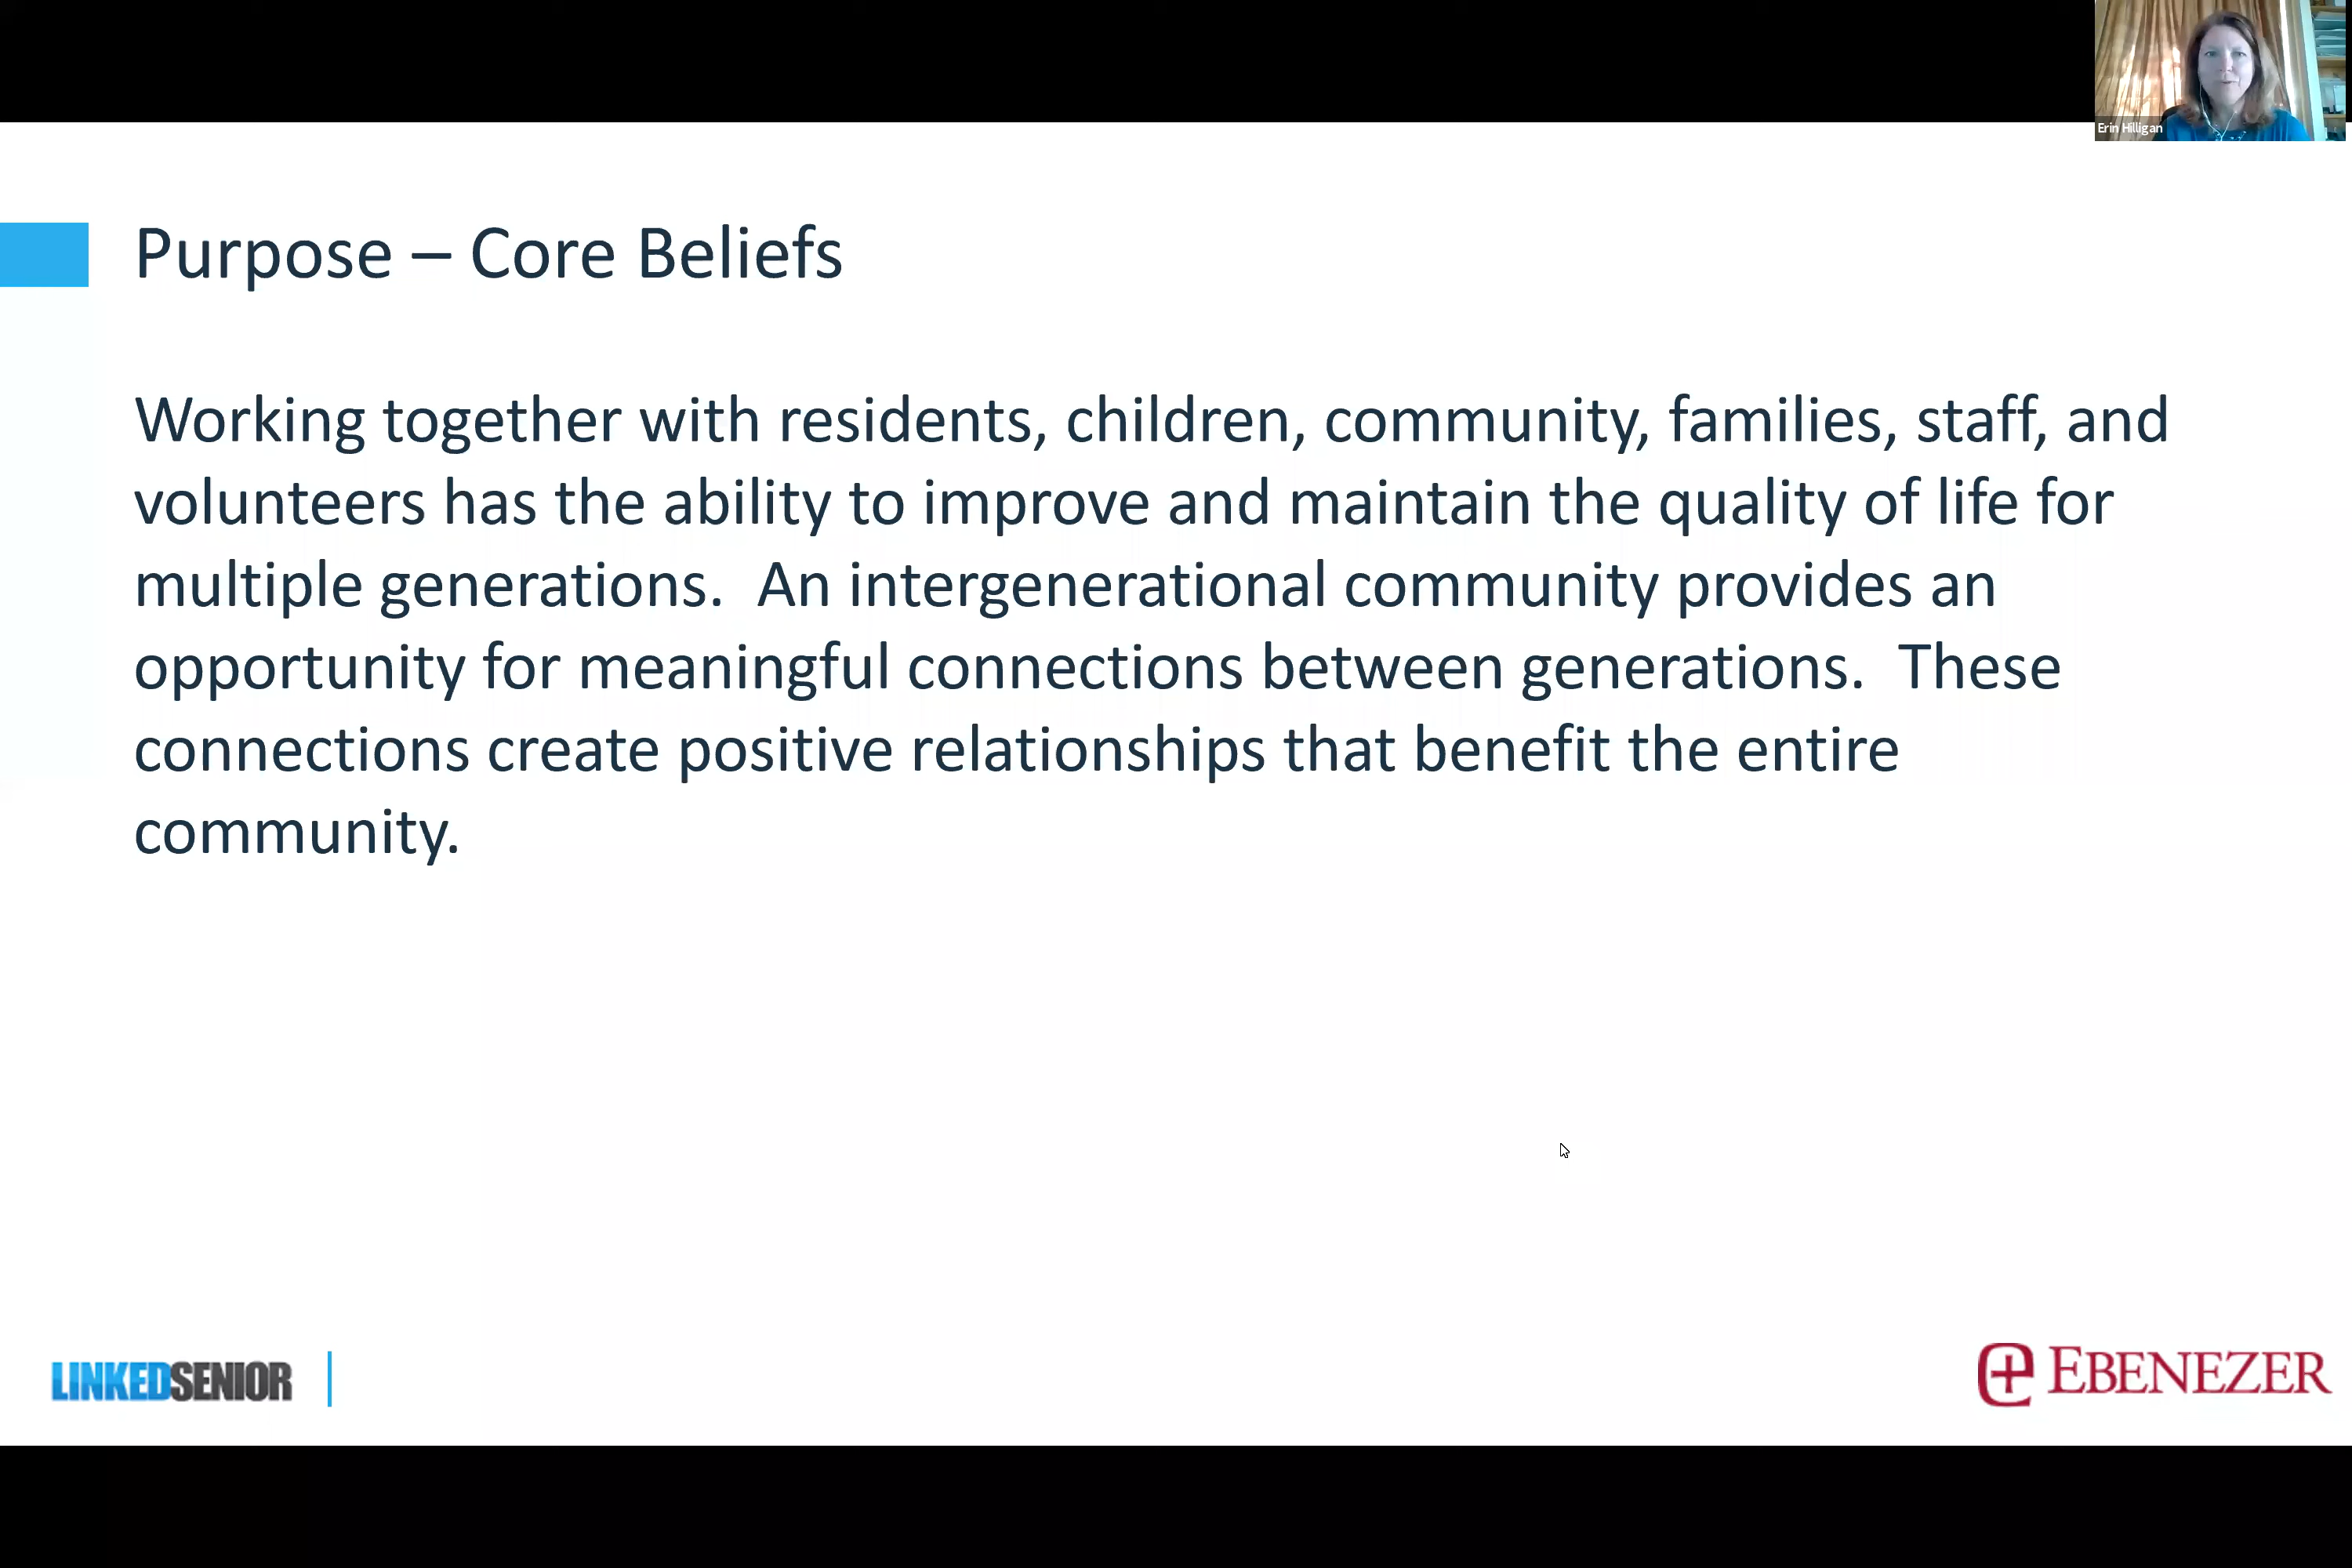 Erin Hilligan
Purpose – Core Beliefs
Working together with residents, children, community, families, staff, and
volunteers has the ability to improve and maintain the quality of life for
multiple generations.  An intergenerational community provides an
opportunity for meaningful connections between generations.  These
connections create positive relationships that benefit the entire
community.
LINKEDSENIOR
EBENEZER